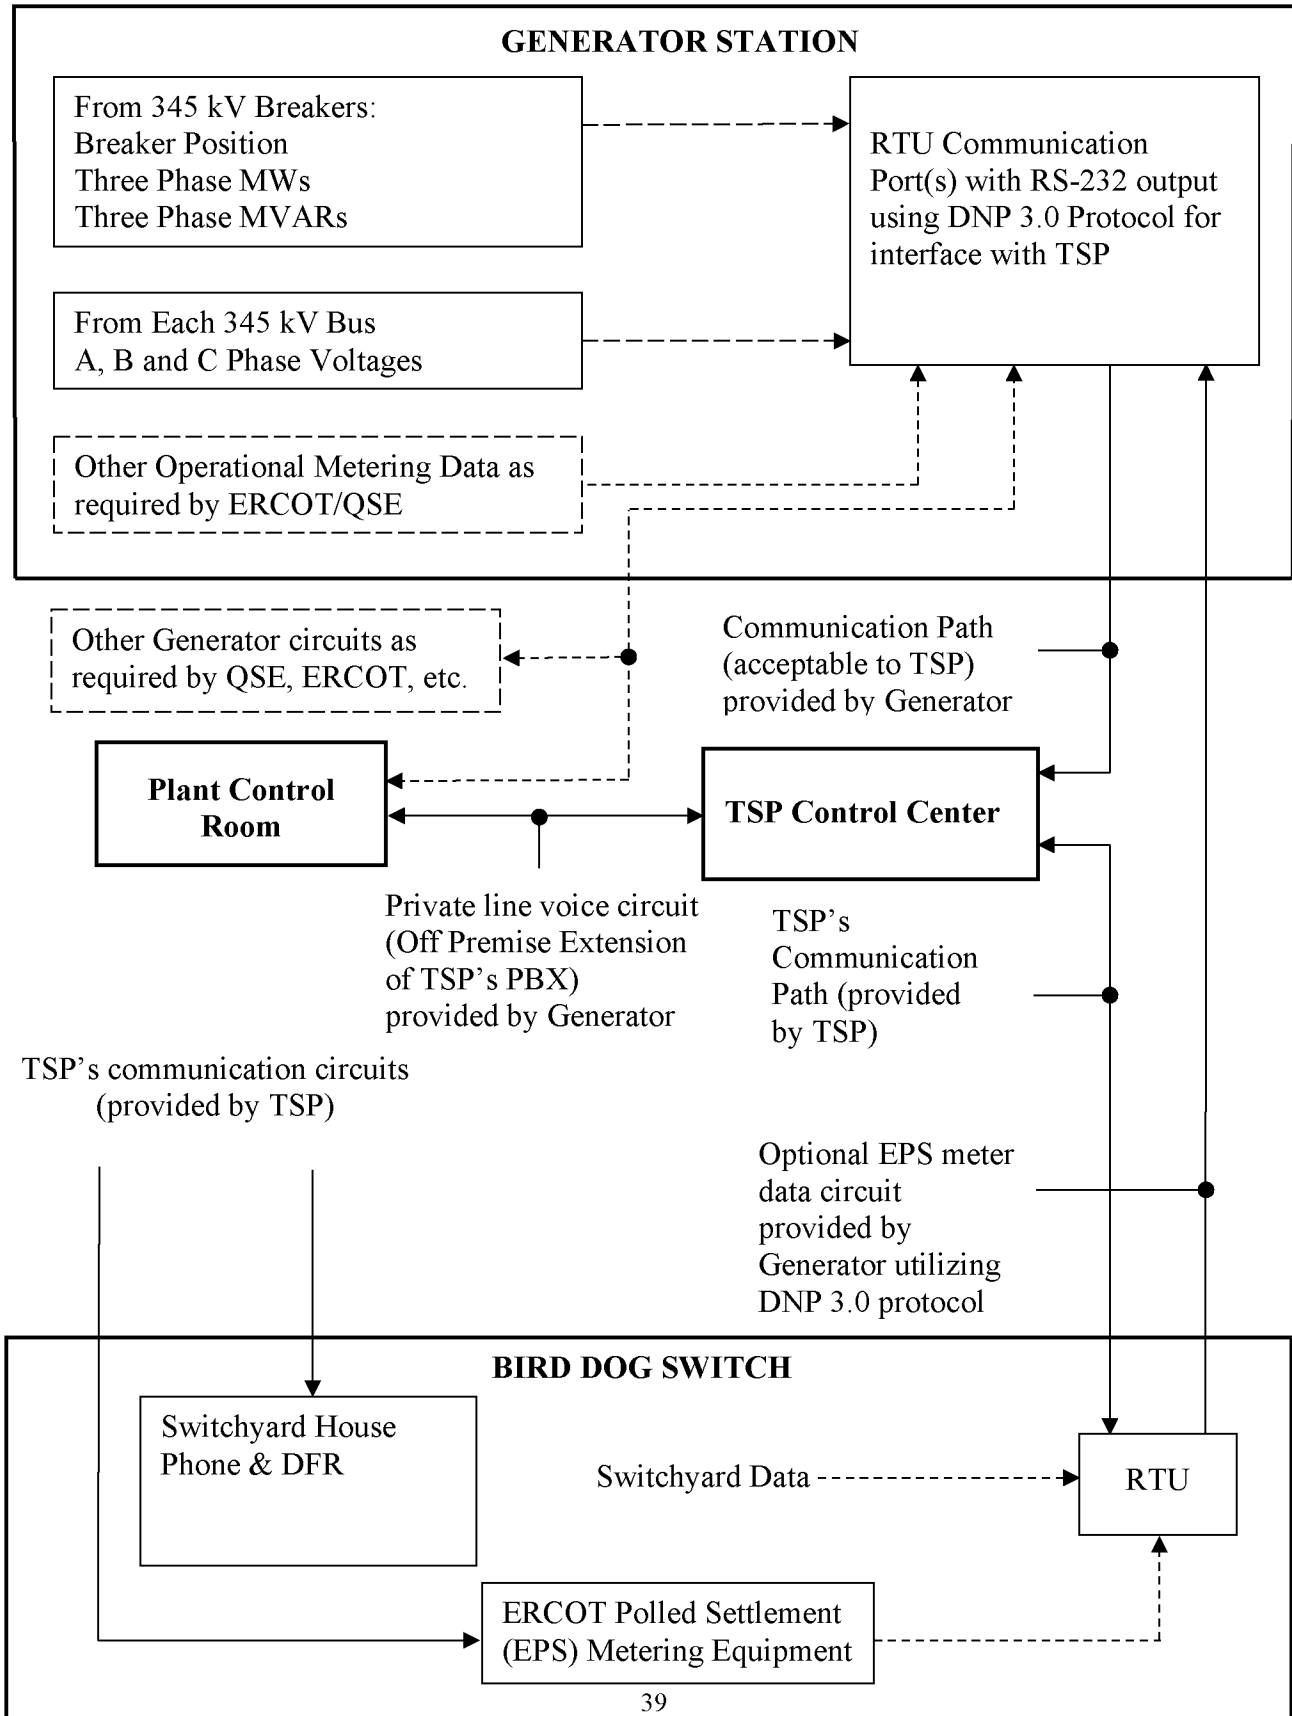 GENERATOR STATION
From 345 kV Breakers:
Breaker Position
Three Phase MWs
Three Phase MVARs
RTU Communication
Port(s) with RS-232 output
using DNP 3.0 Protocol for
interface with TSP
From Each 345 kV Bus
A, B and C Phase Voltages
Other Operational Metering Data as
required by ERCOT/QSE
Other Generator circuits as
required by QSE, ERCOT, etc.
Communication Path
(acceptable to TSP)
provided by Generator
Plant Control
Room
TSP Control Center
Private line voice circuit
(Off Premise Extension
of TSP’s PBX)
provided by Generator
TSP’s
Communication
Path (provided
by TSP)
TSP’s communication circuits
(provided by TSP)
Optional EPS meter
data circuit
provided by
Generator utilizing
DNP 3.0 protocol
BIRD DOG SWITCH
Switchyard House
Phone & DFR
Switchyard Data
RTU
ERCOT Polled Settlement
(EPS) Metering Equipment
39